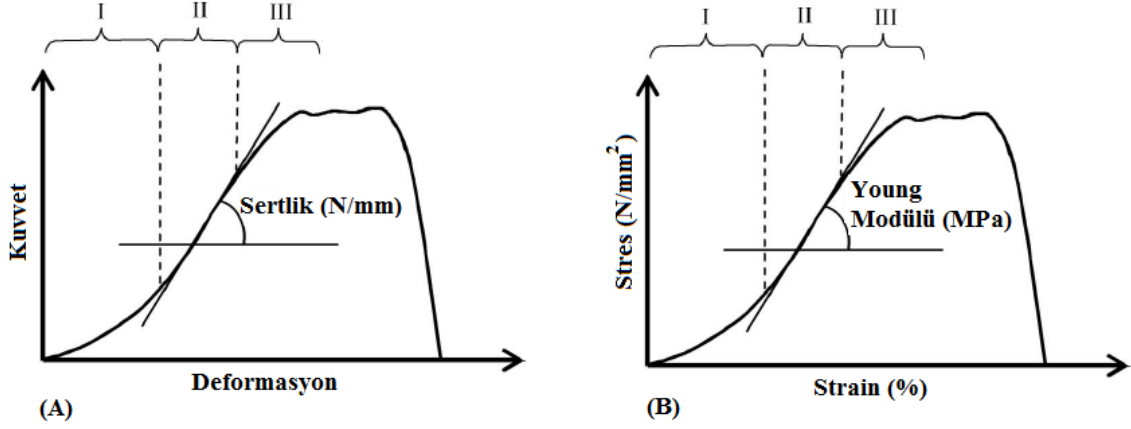 I II III
Kuvvet
Sertlik (N/mm)
Deformasyon
(A)
I II III
Stres (N/mm²)
Young
Modülü (MPa)
Strain (%)
(B)